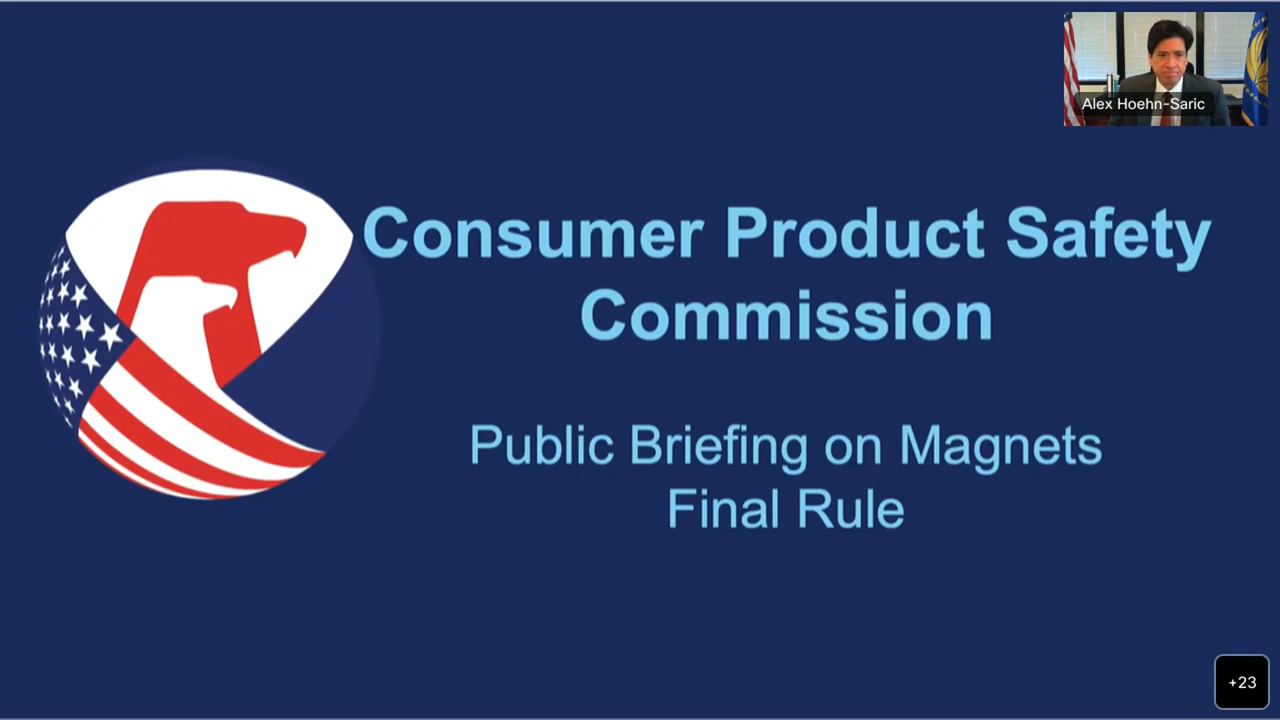 Alex Hoehn-Saric
Consumer Product Safety
Commission
Public Briefing on Magnets
Final Rule
+23